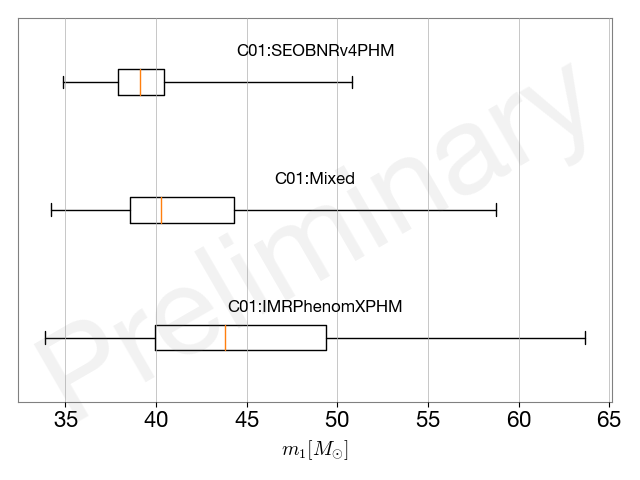 C01:SEOBNRv4PHM
C01:Mixed
C01:IMRPhenomXPHM
Preliminary
35 40 45 50 55 60 65
m₁[M⊙]